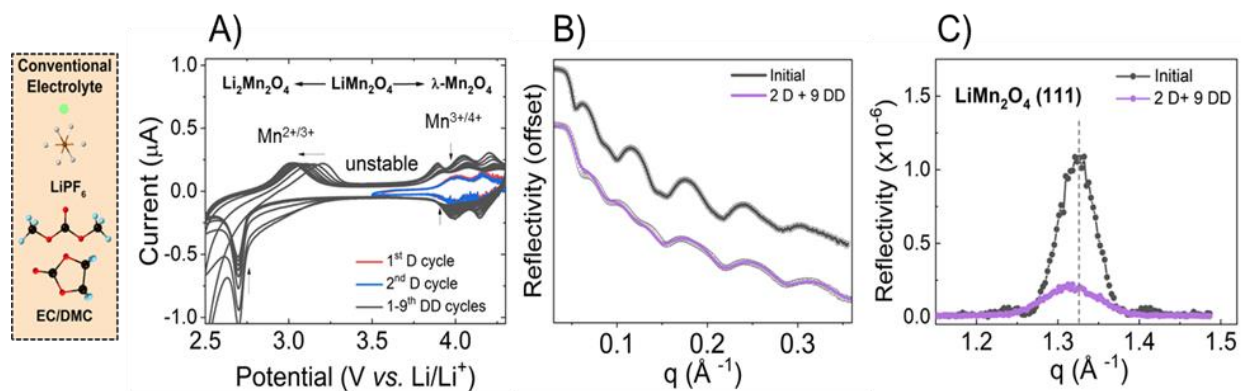 Conventional
Electrolyte
LiPF6
EC/DMC
A)
Current (μA)
1.0
0.5
0.0
-0.5
-1.0
Li2Mn2O4 ← LiMn2O4 → λ-Mn2O4
Mn2+/3+
Mn3+/4+
unstable
1st D cycle
2nd D cycle
1-9th DD cycles
2.5 3.0 3.5 4.0
Potential (V vs. Li/Li+)
B)
Reflectivity (offset)
Initial
2 D+ 9 DD
0.1 0.2 0.3
q (Å-1)
C)
Reflectivity (x10-6)
1.0
0.5
0.0
LiMn2O4 (111)
Initial
2 D+ 9 DD
1.2 1.3 1.4 1.5
q (Å-1)